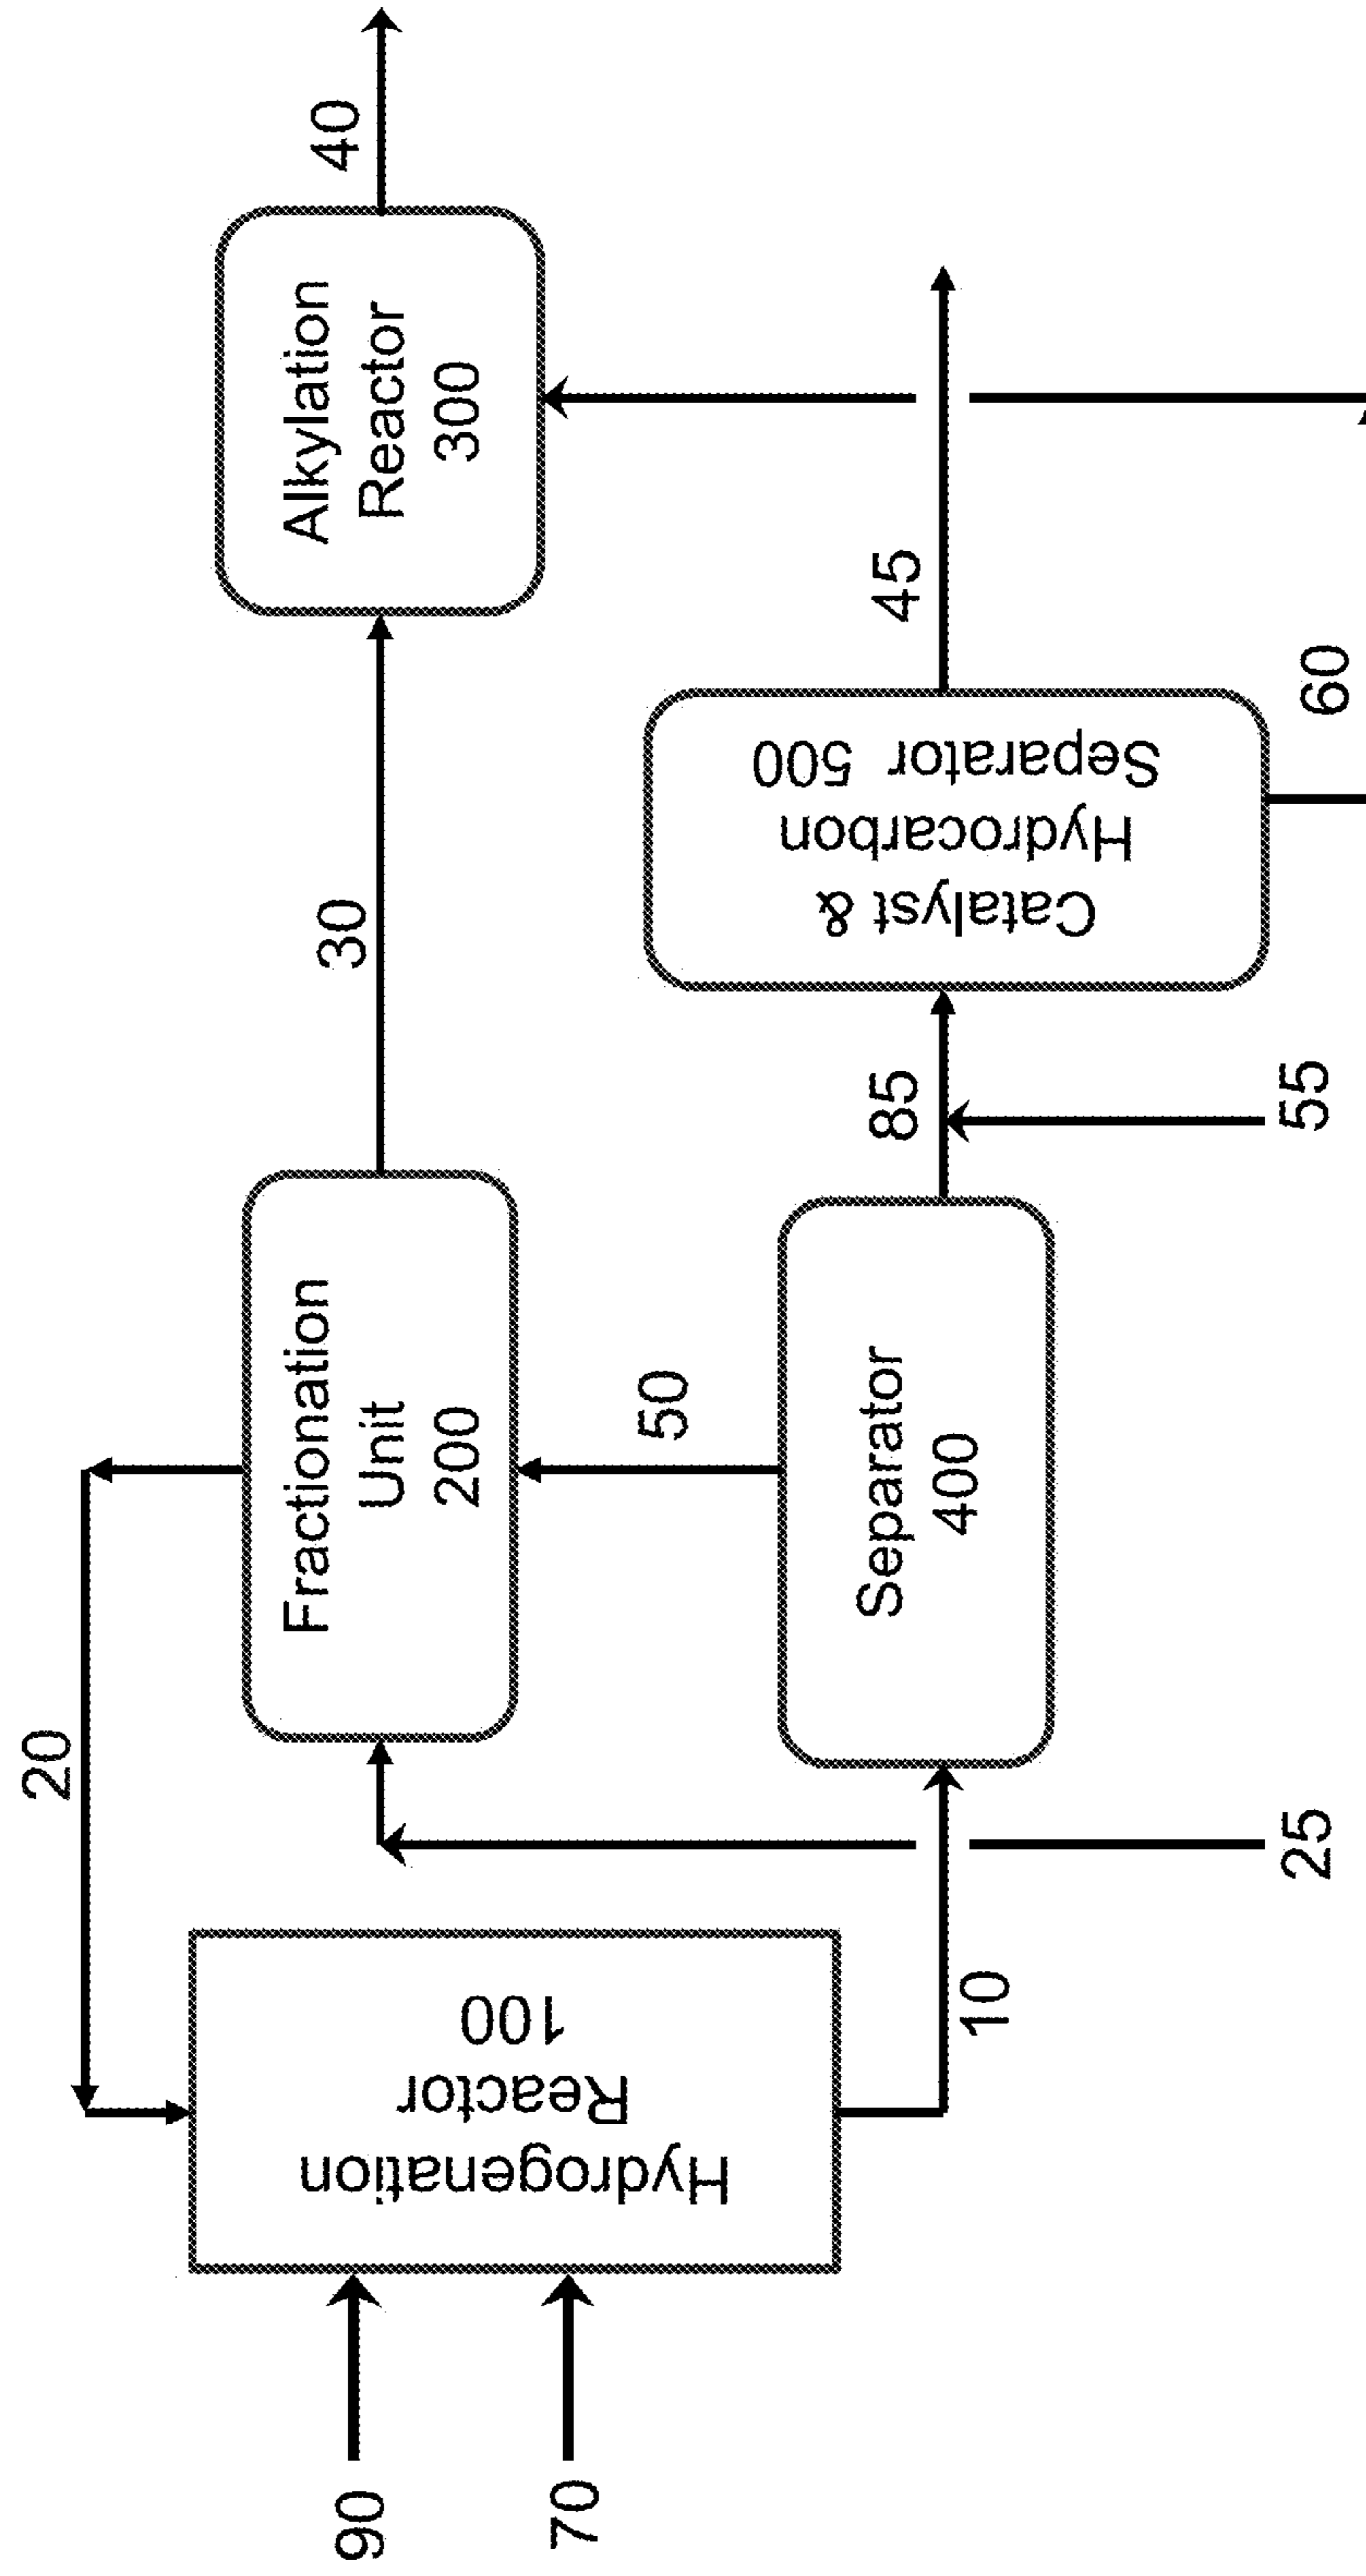 20
90
70
Hydrogenation
Reactor
100
10
25
Fractionation
Unit
200
50
Separator
400
30
85
55
Catalyst &
Hydrocarbon
Separator 500
45
60
Alkylation
Reactor
300
40